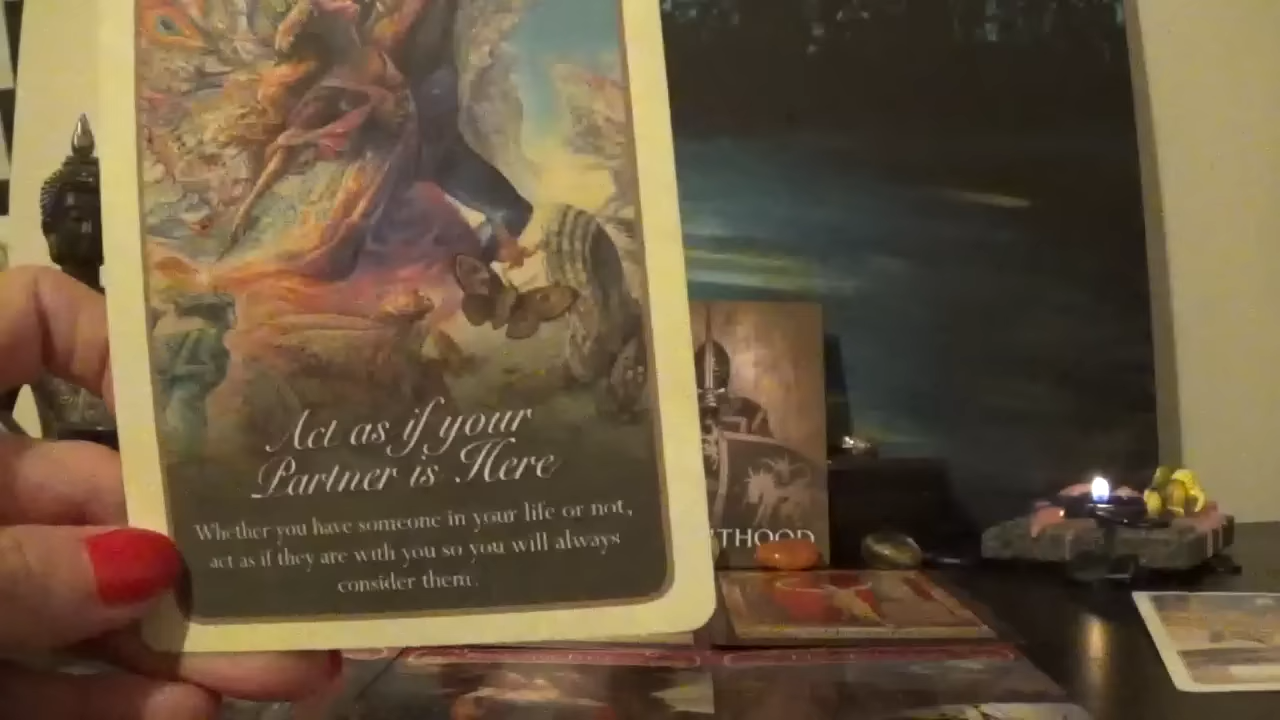 Act as if your
Partner is Here
Whether you have someone in your life or not,
act as if they are with you so you will always
consider them.
THOOD